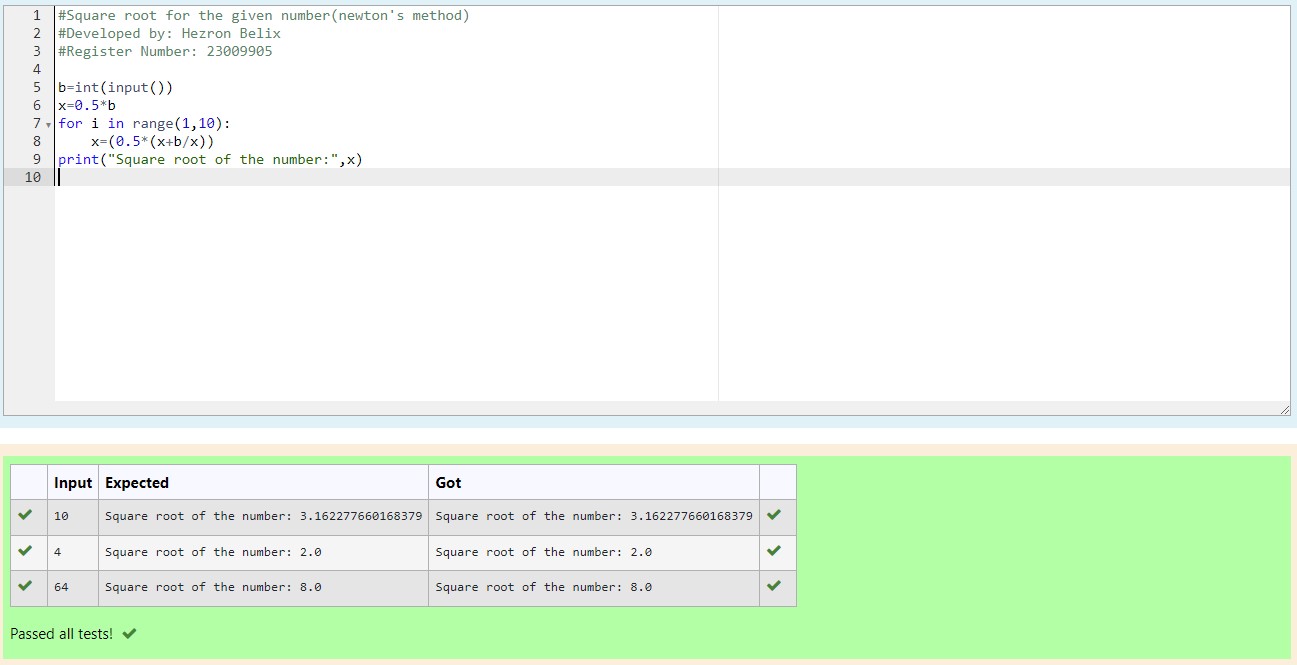 1 #Square root for the given number(newton's method)
2 #Developed by: Hezron Belix
3 #Register Number: 23009905
4
5 b=int(input())
6 x=0.5*b
7 for i in range(1,10):
8     x=(0.5*(x+b/x))
9 print("Square root of the number:",x)
10
Input Expected Got
10 Square root of the number: 3.162277660168379 Square root of the number: 3.162277660168379
4 Square root of the number: 2.0 Square root of the number: 2.0
64 Square root of the number: 8.0 Square root of the number: 8.0
Passed all tests!